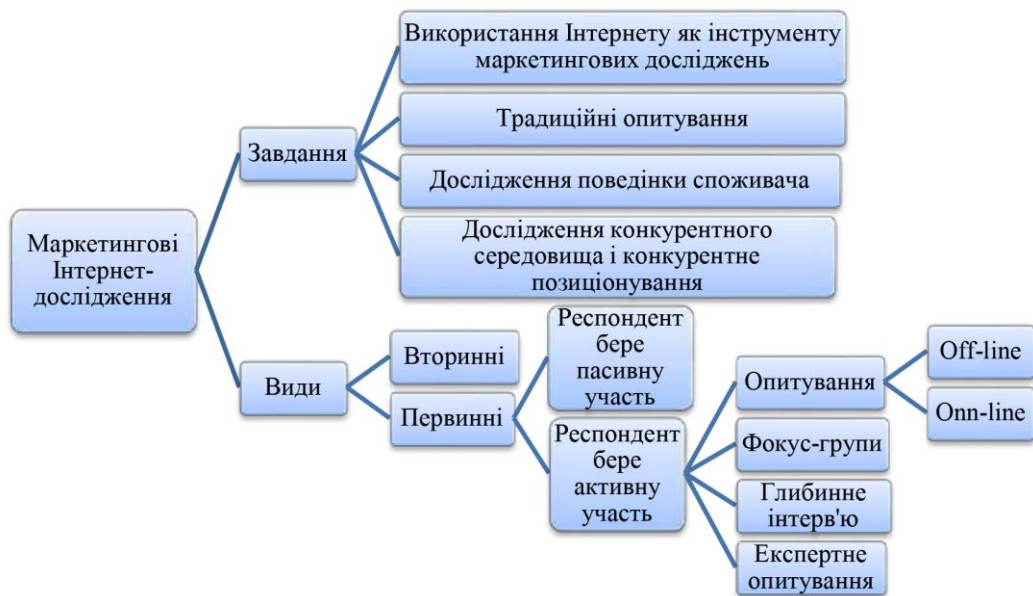 Маркетингові
Інтернет-
дослідження
Завдання
Використання Інтернету як інструменту
маркетингових досліджень
Традиційні опитування
Дослідження поведінки споживача
Дослідження конкурентного
середовища і конкурентне
позиціонування
Види
Вторинні
Первинні
Респондент
бере
пасивну
участь
Респондент
бере
активну
участь
Опитування
Off-line
Onn-line
Фокус-групи
Глибинне
інтерв'ю
Експертне
опитування